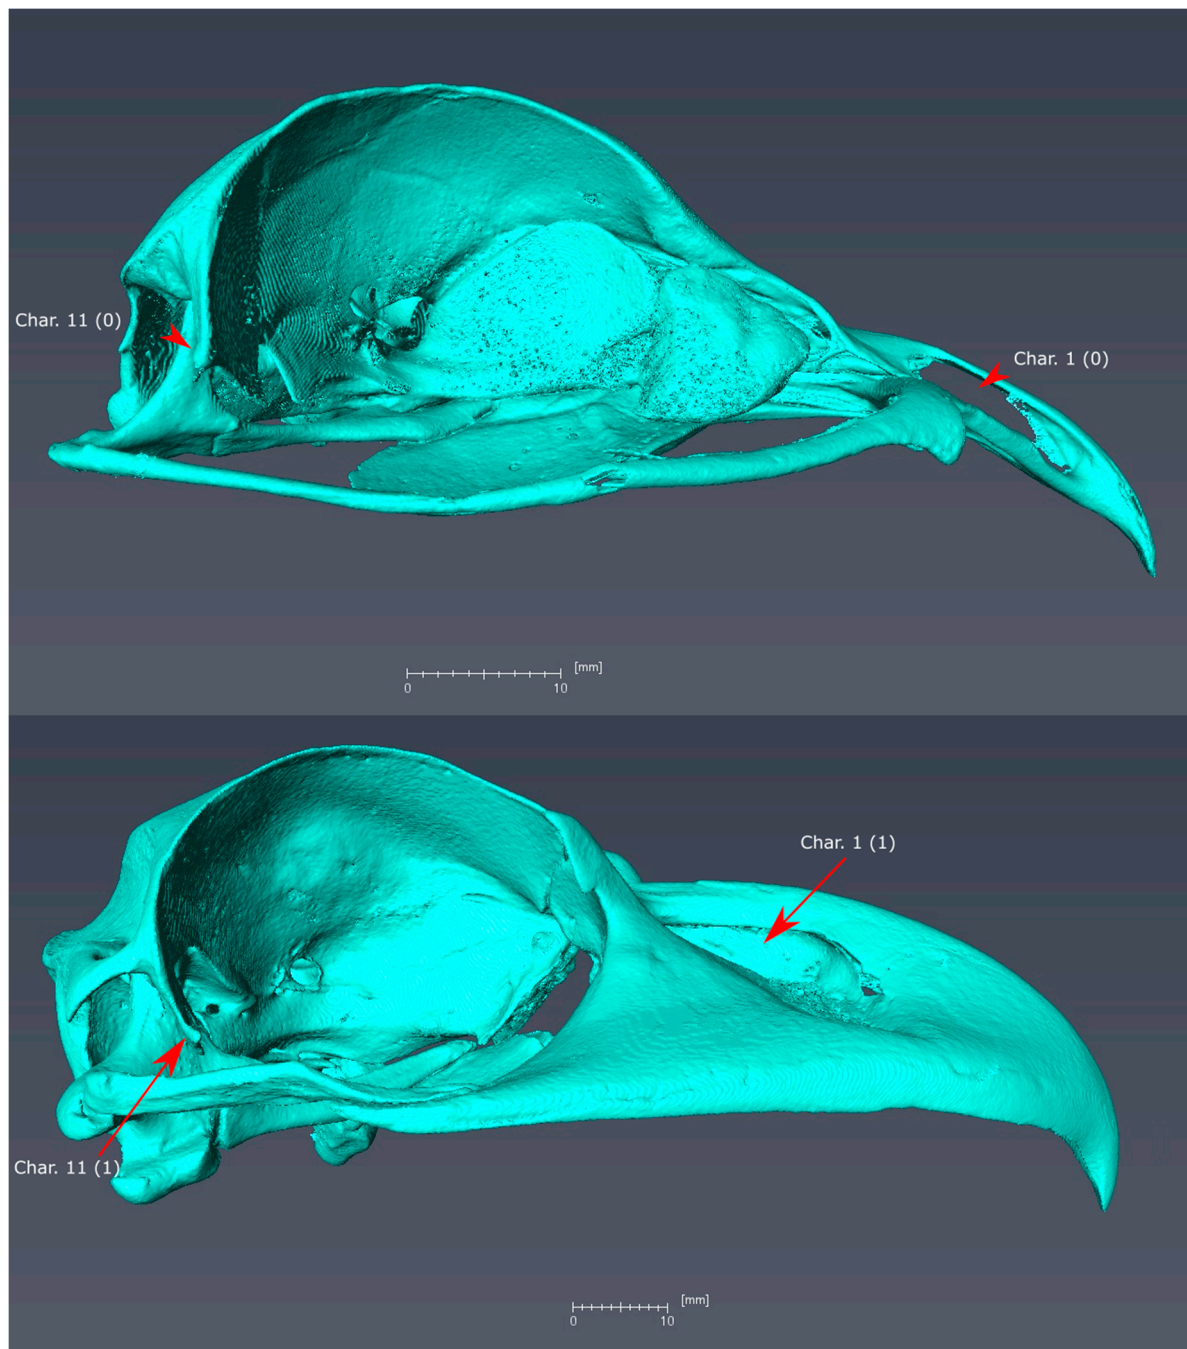 Char. 11 (0)
Char. 1 (0)
[mm]
0 10
Char. 1 (1)
Char. 11 (1)
[mm]
0 10